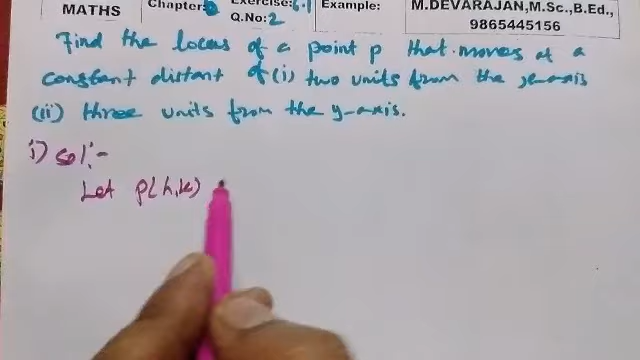 MATHS
Chapter:
Exercise: 6.1
Q.No: 2
Example:
M.DEVARAJAN,M.Sc.,B.Ed.,
9865445156
Find the locus of a point P that moves at a
constant distant of (i) two units from the x-axis
(ii) three units from the y-axis.
i) Sol:-
Let P(h,k)